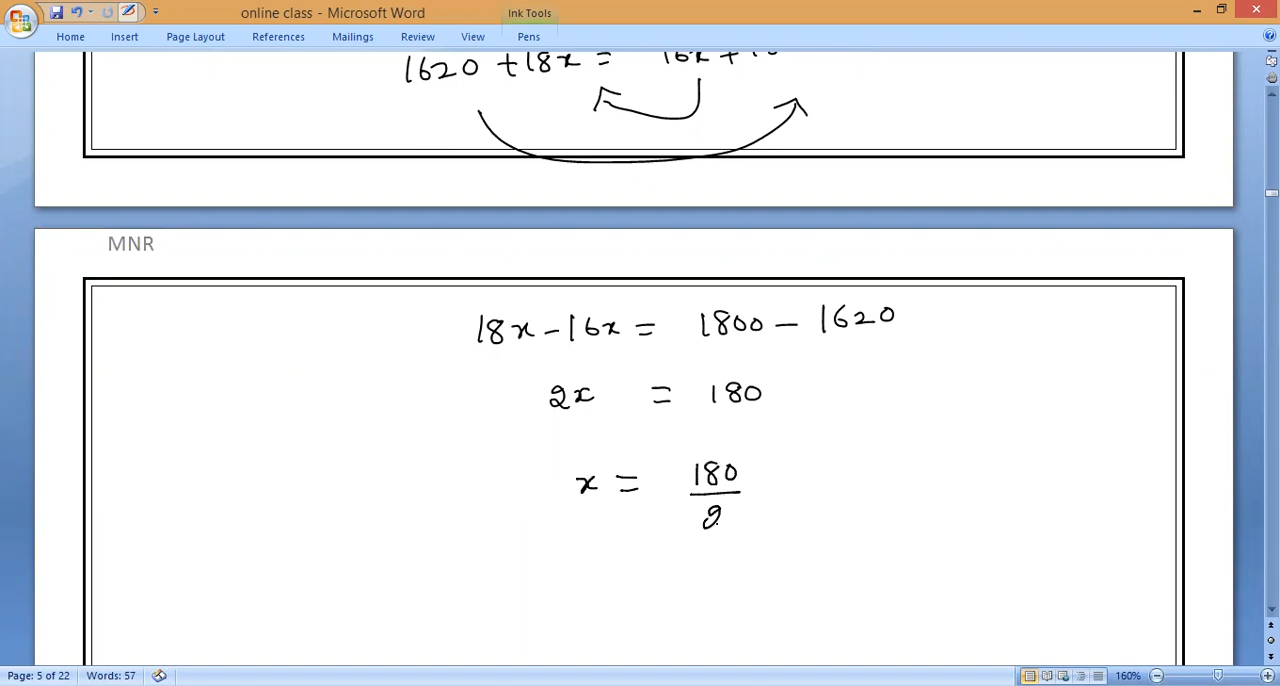 online class - Microsoft Word
Ink Tools
Home Insert Page Layout References Mailings Review View Pens
1620 + 18x = 16x +
MNR
18x - 16x = 1800 - 1620
2x = 180
x = 180
2
Page: 5 of 22 Words: 57 160%